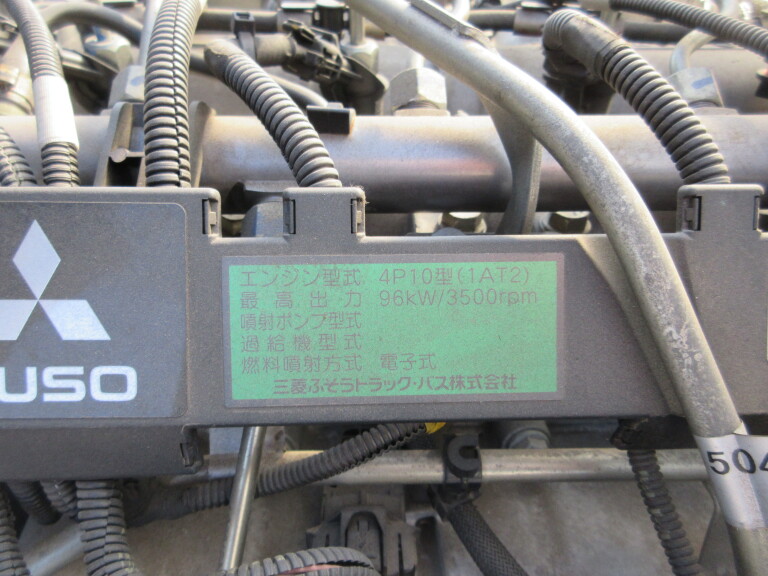 エンジン型式 4P10型(1AT2)
最高出力 96kW/3500rpm
噴射ポンプ型式
過給機型式
燃料噴射方式 電子式
三菱ふそうトラック・バス株式会社
USO
504